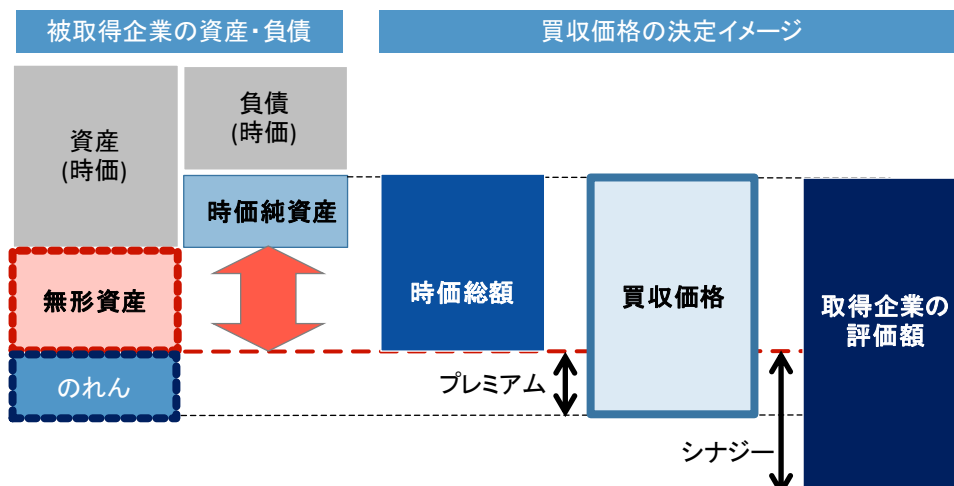 被取得企業の資産・負債
買収価格の決定イメージ
資産
(時価)
負債
(時価)
時価純資産
無形資産
のれん
時価総額
買収価格
取得企業の
評価額
プレミアム
シナジー